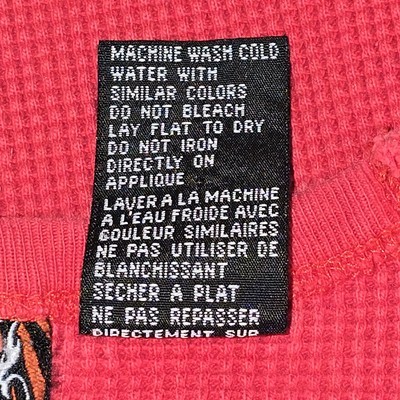 MACHINE WASH COLD
WATER WITH
SIMILAR COLORS
DO NOT BLEACH
LAY FLAT TO DRY
DO NOT IRON
DIRECTLY ON
APPLIQUE
LAVER A LA MACHINE
A L'EAU FROIDE AVEC
COULEUR SIMILAIRES
NE PAS UTILISER DE
BLANCHISSANT
SECHER A PLAT
NE PAS REPASSER
DIRECTEMENT SUR